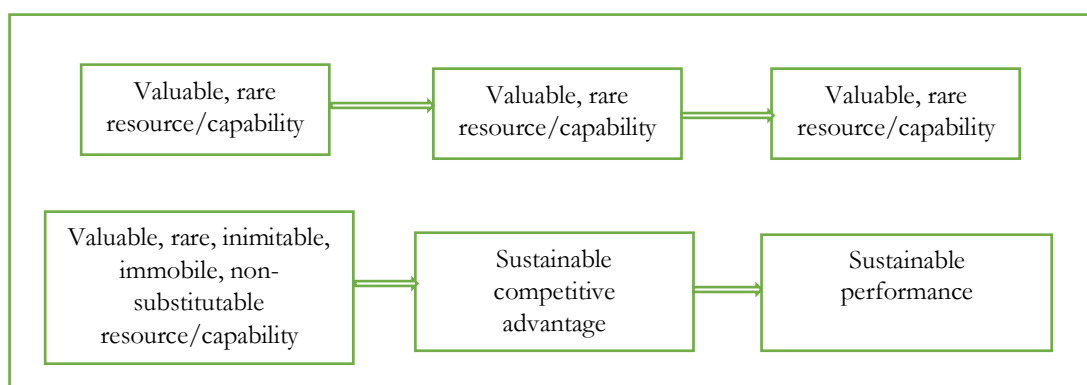 Valuable, rare
resource/capability
Valuable, rare
resource/capability
Valuable, rare
resource/capability
Valuable, rare, inimitable,
immobile, non-
substitutable
resource/capability
Sustainable
competitive
advantage
Sustainable
performance